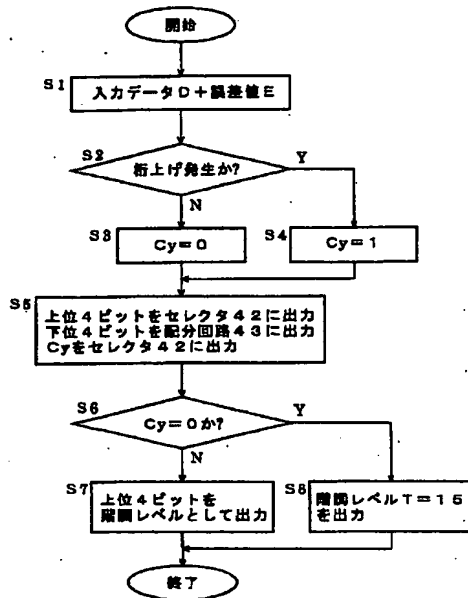 開始
S1
入力データD+誤差値E
S2
桁上げ発生か?
Y
N
S3
Cy=0
S4
Cy=1
S5
上位4ビットをセレクタ42に出力
下位4ビットを配分回路43に出力
Cyをセレクタ42に出力
S6
Cy=0か?
Y
N
S7
上位4ビットを
階調レベルとして出力
S8
階調レベルT=15
を出力
終了